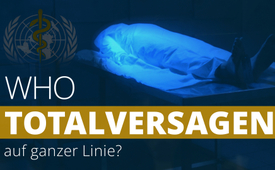 WHO
TOTALVERSAGEN
auf ganzer Linie?